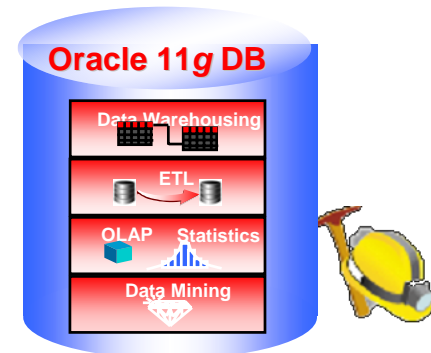 Oracle 11g DB
Data Warehousing
ETL
OLAP Statistics
Data Mining